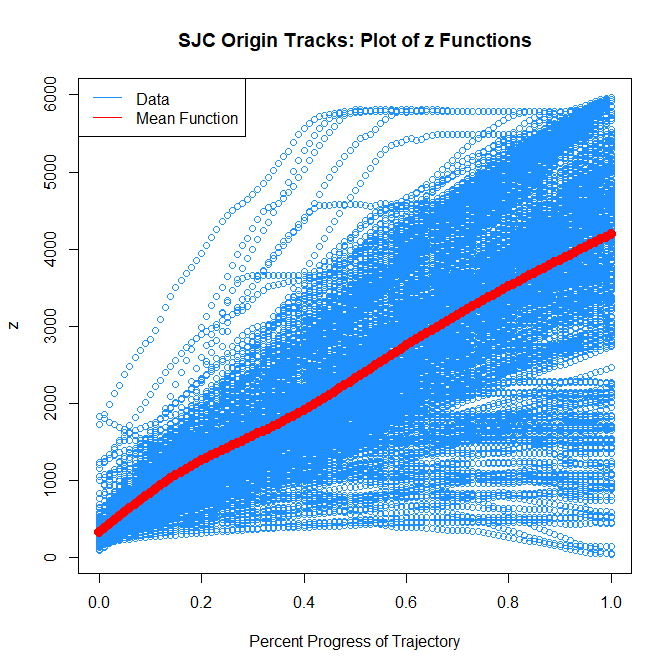 SJC Origin Tracks: Plot of z Functions
Data
Mean Function
6000
5000
4000
3000
2000
1000
0
z
0.0 0.2 0.4 0.6 0.8 1.0
Percent Progress of Trajectory